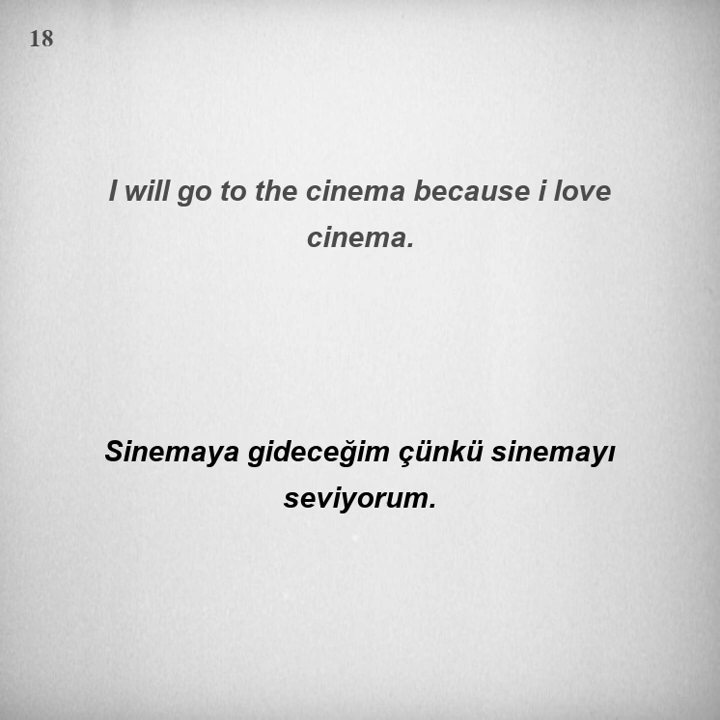 18
I will go to the cinema because i love
cinema.
Sinemaya gideceğim çünkü sinemayı
seviyorum.